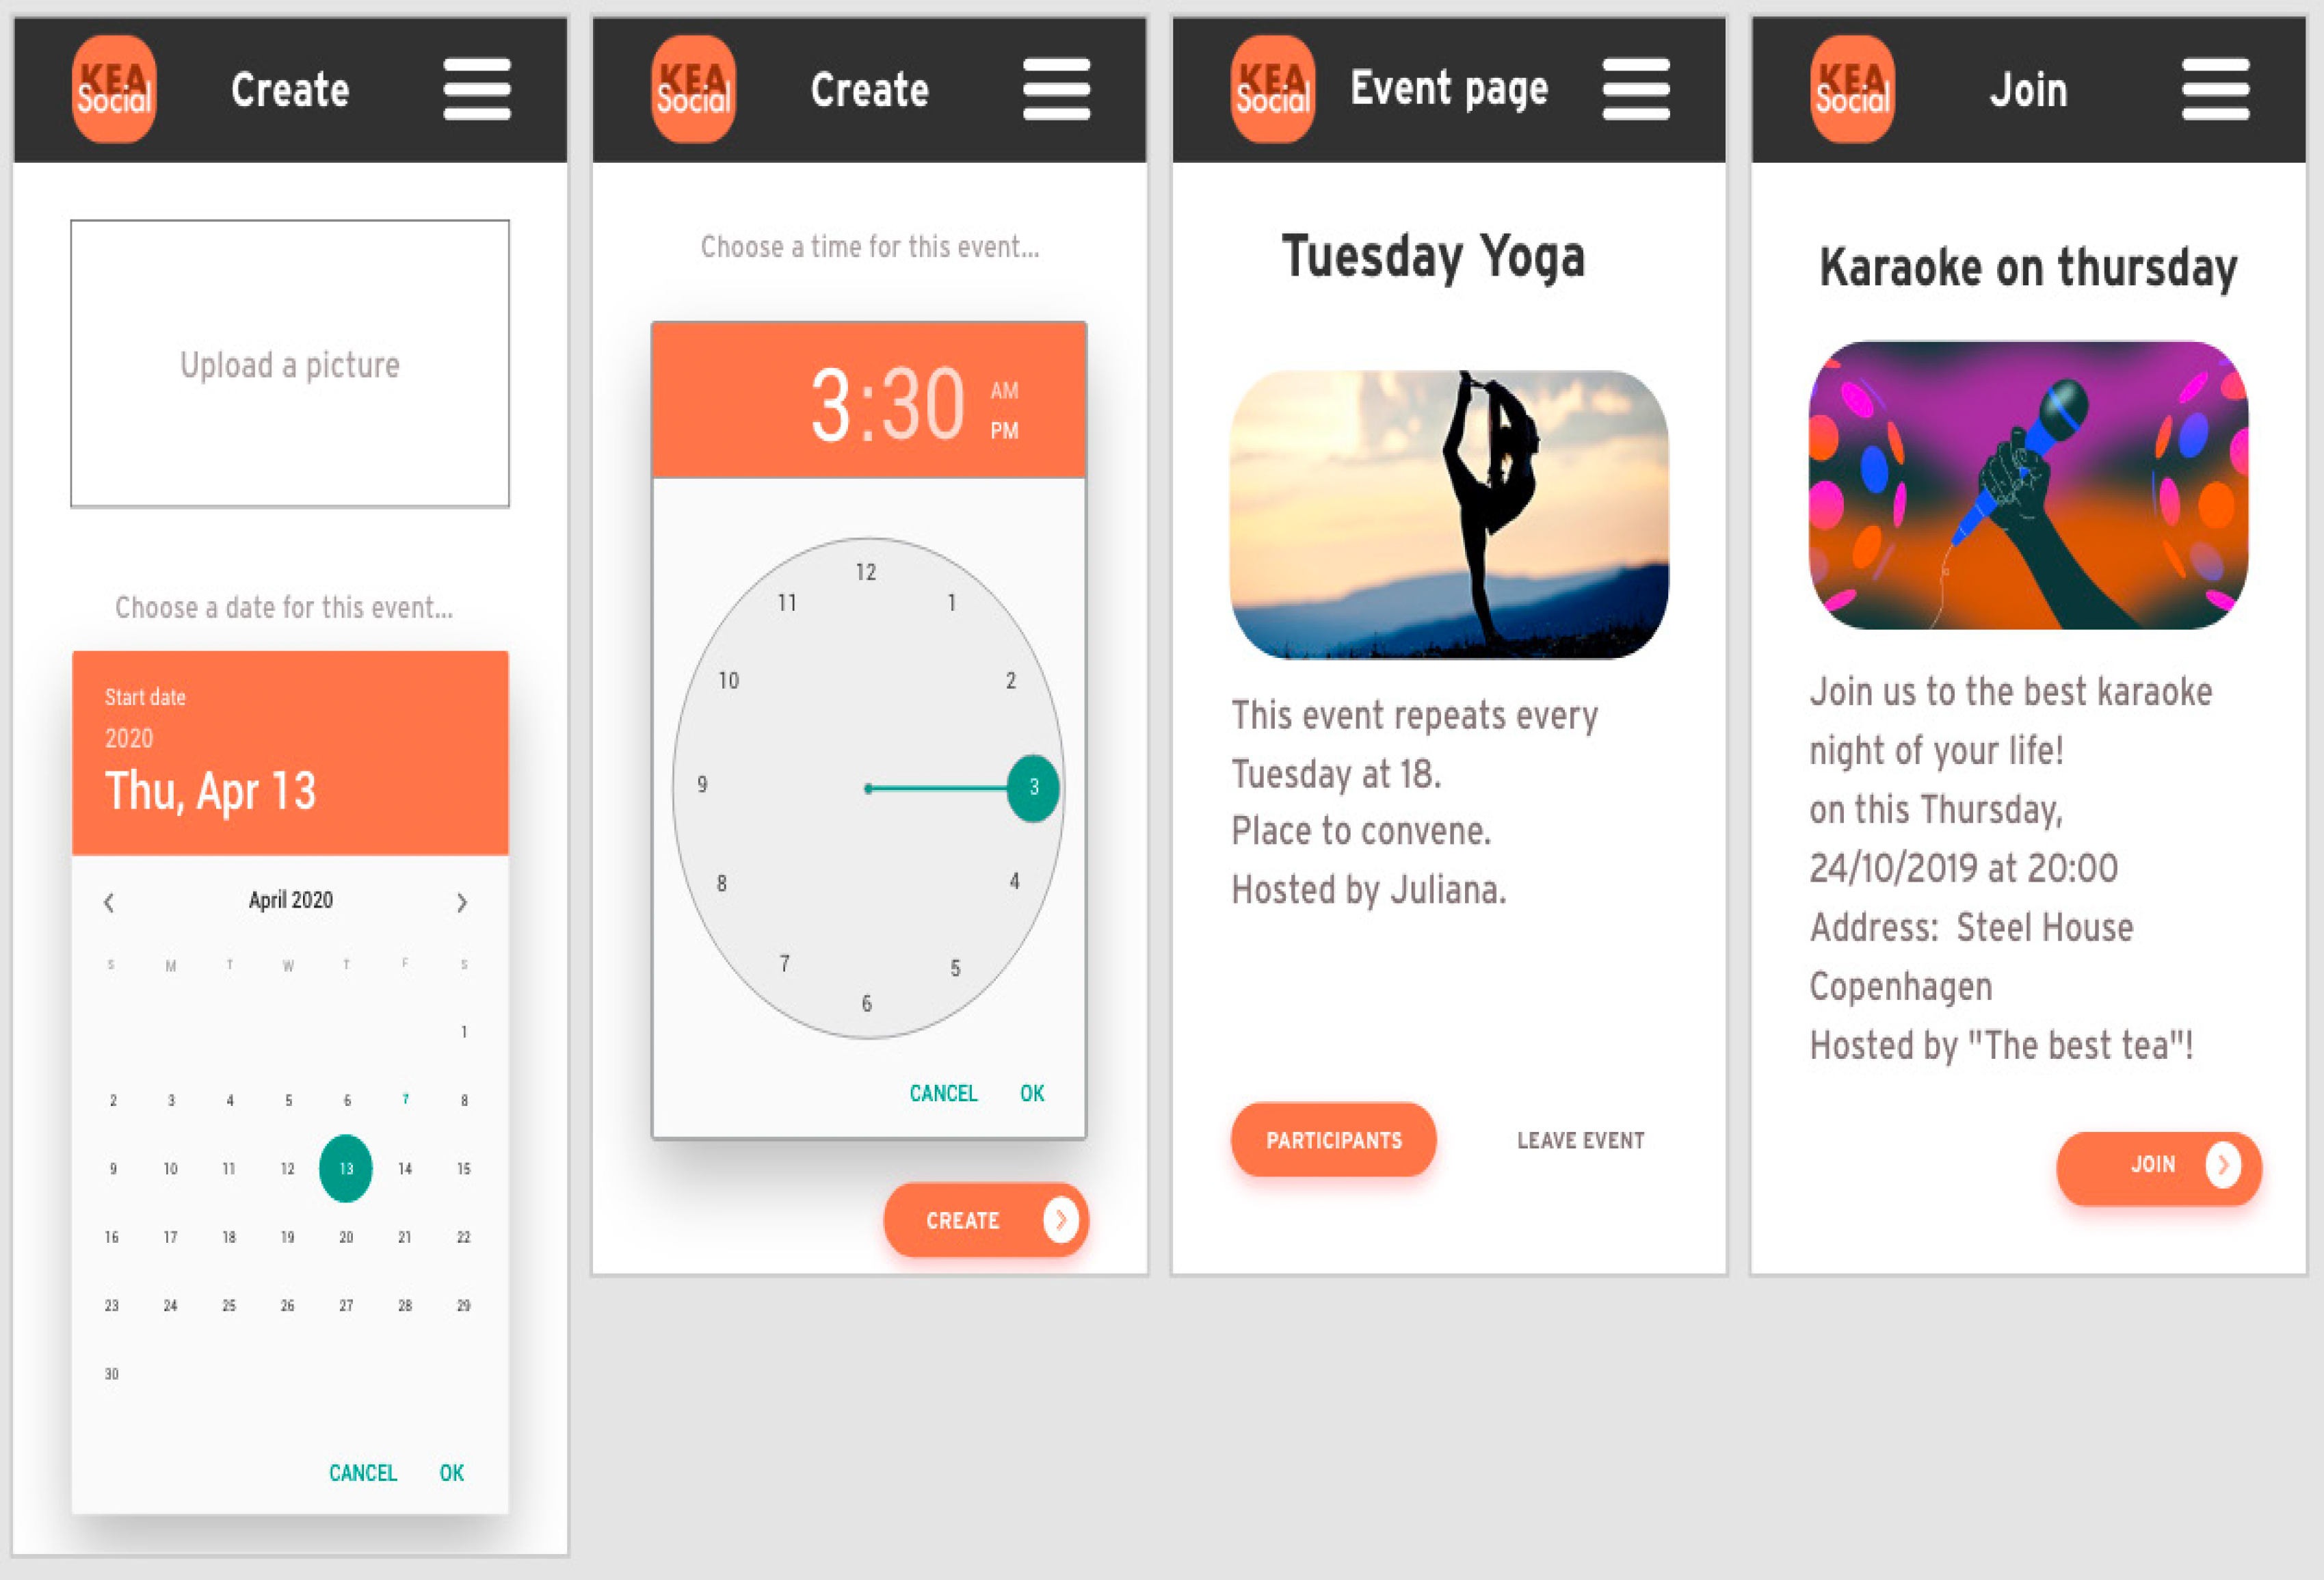 KEA
Social
Create
Upload a picture
Choose a date for this event...
Start date
2020
Thu, Apr 13
April 2020
S M T W T F S
1
2 3 4 5 6 7 8
9 10 11 12 13 14 15
16 17 18 19 20 21 22
23 24 25 26 27 28 29
30
CANCEL OK
KEA
Social
Create
Choose a time for this event...
3:30
AM
PM
12
11 1
10 2
9 3
8 4
7 5
6
CANCEL OK
CREATE
KEA
Social
Event page
Tuesday Yoga
This event repeats every
Tuesday at 18.
Place to convene.
Hosted by Juliana.
PARTICIPANTS LEAVE EVENT
KEA
Social
Join
Karaoke on thursday
Join us to the best karaoke
night of your life!
on this Thursday,
24/10/2019 at 20:00
Address: Steel House
Copenhagen
Hosted by "The best tea"!
JOIN